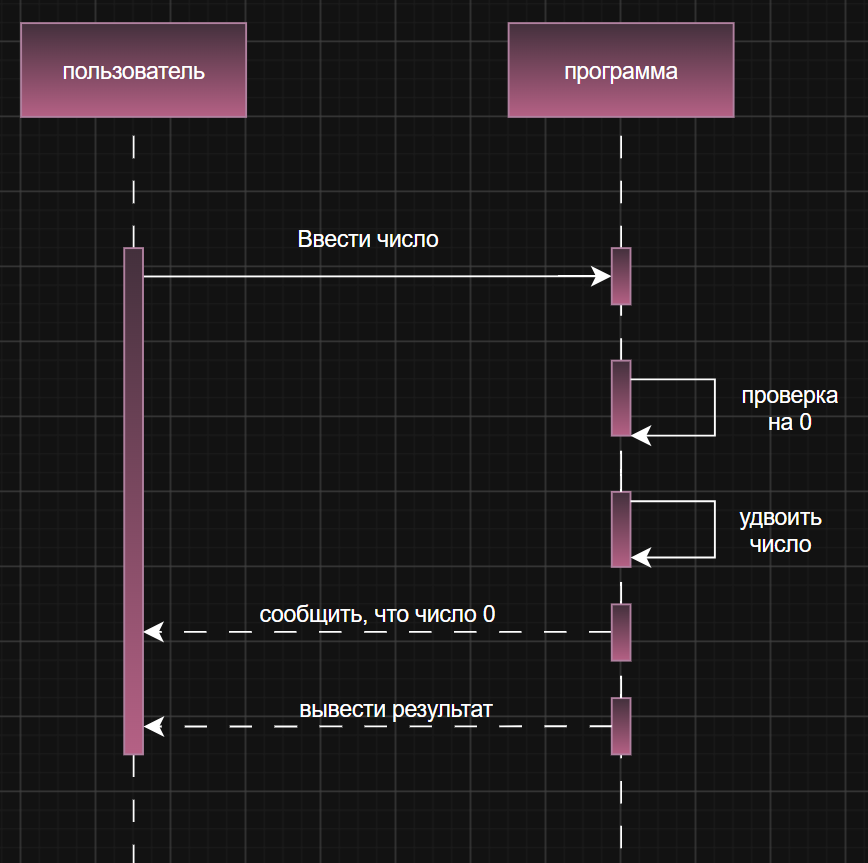 пользователь
программа
Ввести число
проверка
на 0
удвоить
число
сообщить, что число 0
вывести результат